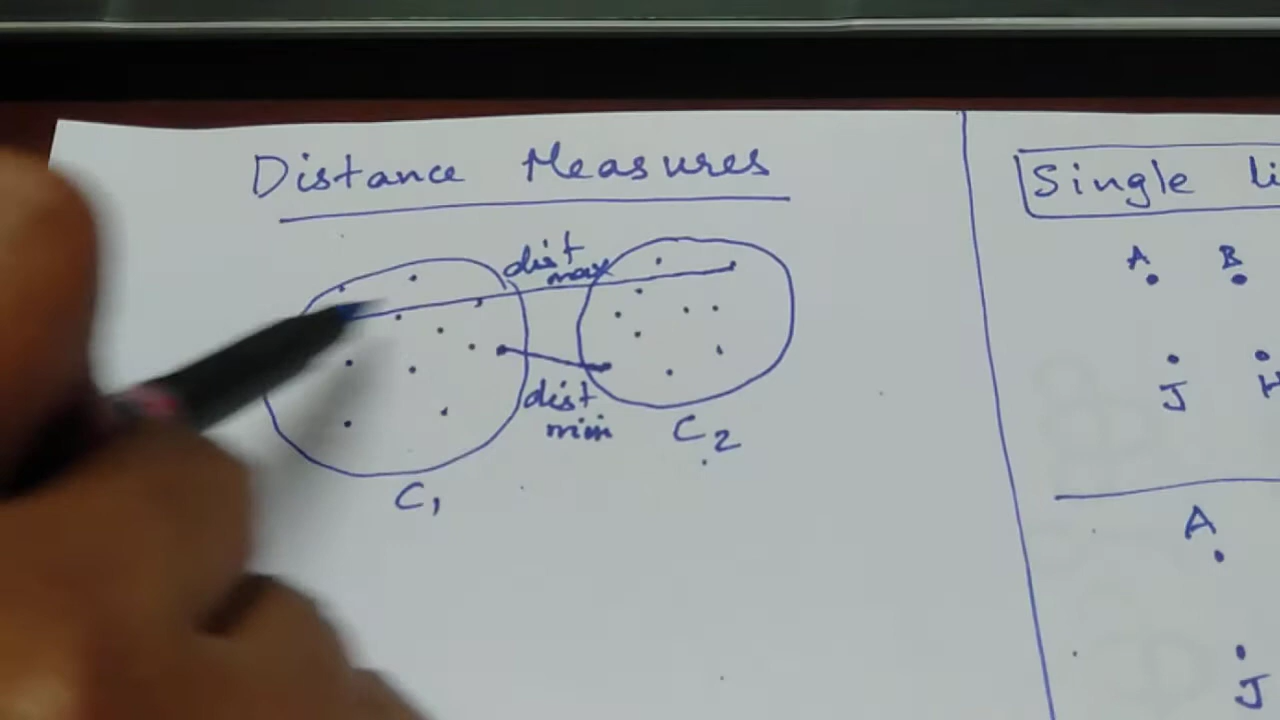 Distance Measures
dist
max
dist
min
C1
C2
Single li
A B
J H
A
J